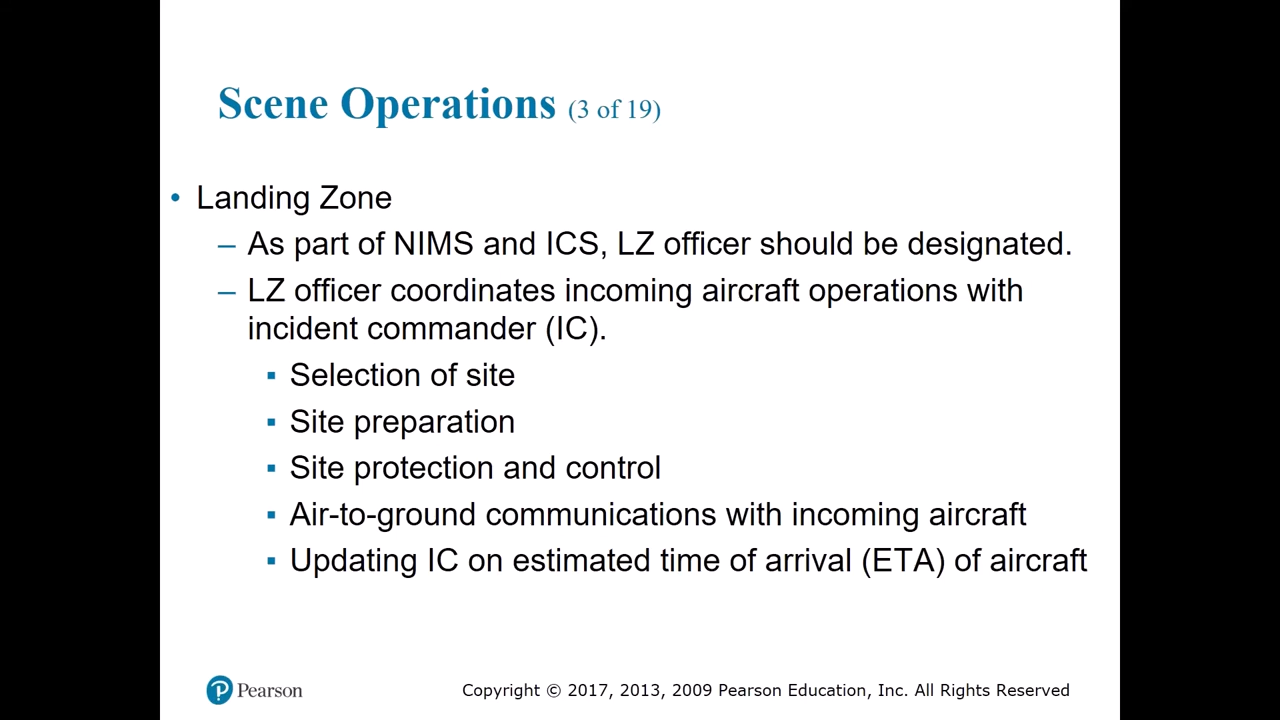 Scene Operations (3 of 19)
• Landing Zone
– As part of NIMS and ICS, LZ officer should be designated.
– LZ officer coordinates incoming aircraft operations with
incident commander (IC).
▪ Selection of site
▪ Site preparation
▪ Site protection and control
▪ Air-to-ground communications with incoming aircraft
▪ Updating IC on estimated time of arrival (ETA) of aircraft
Pearson
Copyright © 2017, 2013, 2009 Pearson Education, Inc. All Rights Reserved